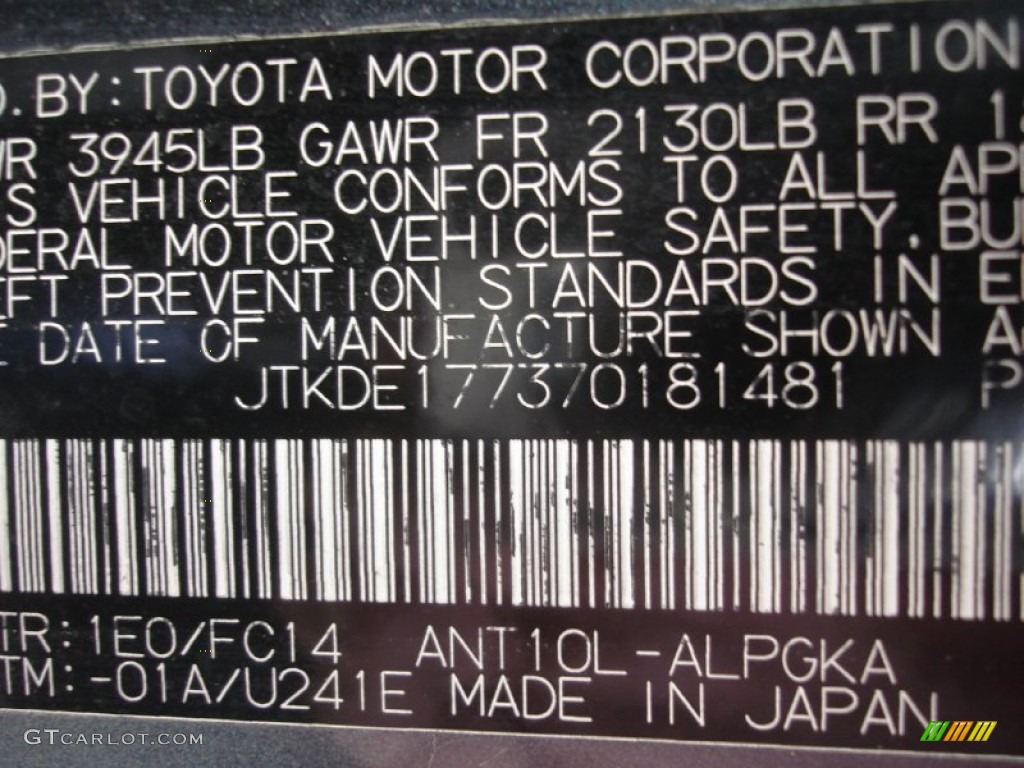 D. BY: TOYOTA MOTOR CORPORATION
WR 3945LB GAWR FR 2130LB RR
S VEHICLE CONFORMS TO ALL AP
DERAL MOTOR VEHICLE SAFETY. BU
EFT PREVENTION STANDARDS IN E
E DATE OF MANUFACTURE SHOWN A
JTKDE177370181481 P
TR: 1E0/FC14 ANT10L-ALPGKA
TM: -01A/U241E MADE IN JAPAN
GTCARLOT.COM